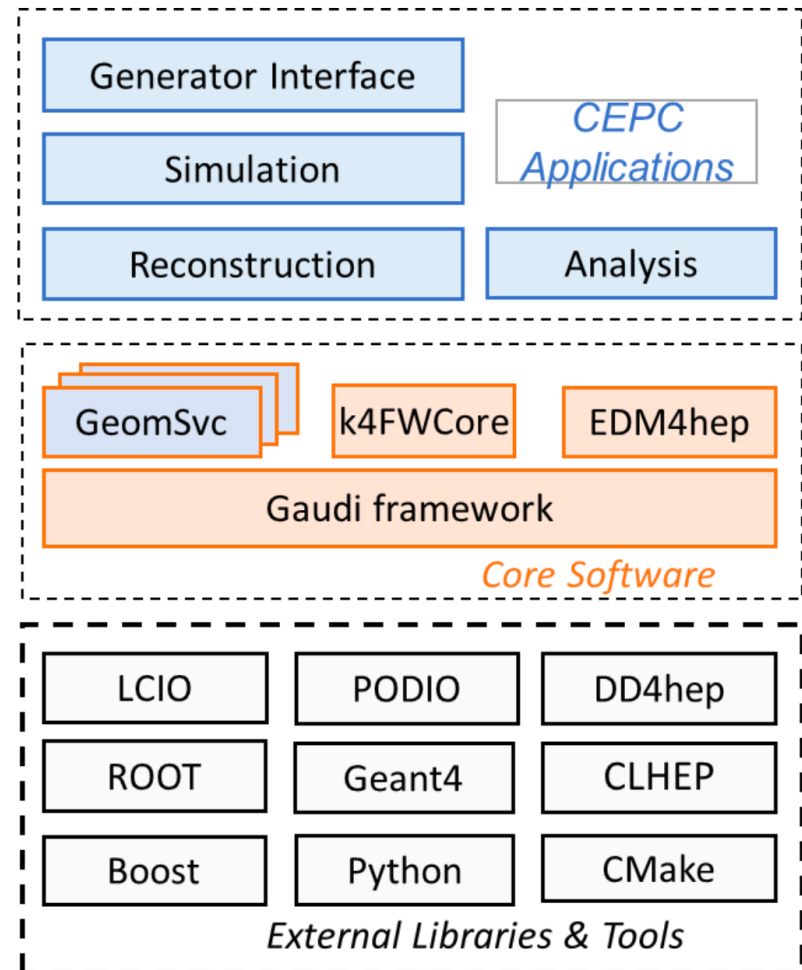 Generator Interface
CEPC
Applications
Simulation
Reconstruction
Analysis
GeomSvc
k4FWCore
EDM4hep
Gaudi framework
Core Software
LCIO
PODIO
DD4hep
ROOT
Geant4
CLHEP
Boost
Python
CMake
External Libraries & Tools